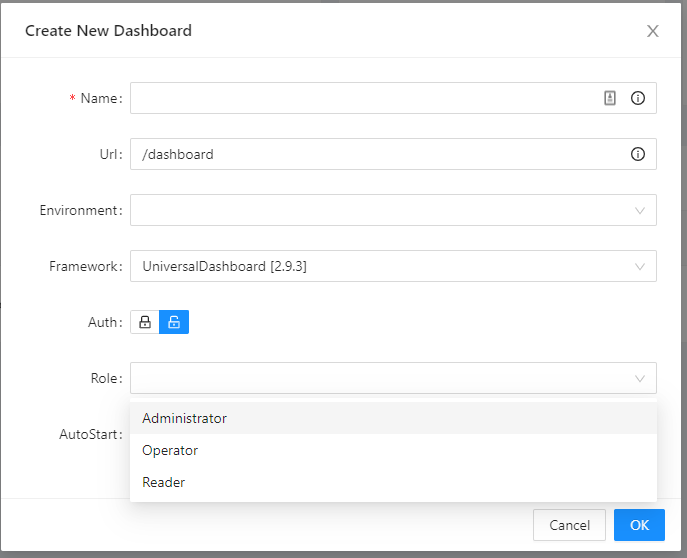 Create New Dashboard
* Name:
Url: /dashboard
Environment:
Framework: UniversalDashboard [2.9.3]
Auth:
Role:
Administrator
AutoStart:
Operator
Reader
Cancel OK